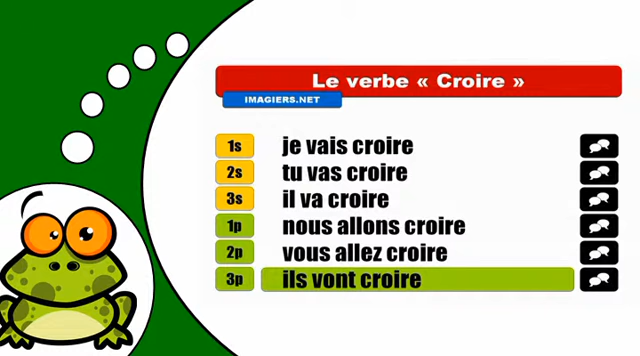 Le verbe « Croire »
IMAGIERS.NET
1s je vais croire
2s tu vas croire
3s il va croire
1p nous allons croire
2p vous allez croire
3p ils vont croire